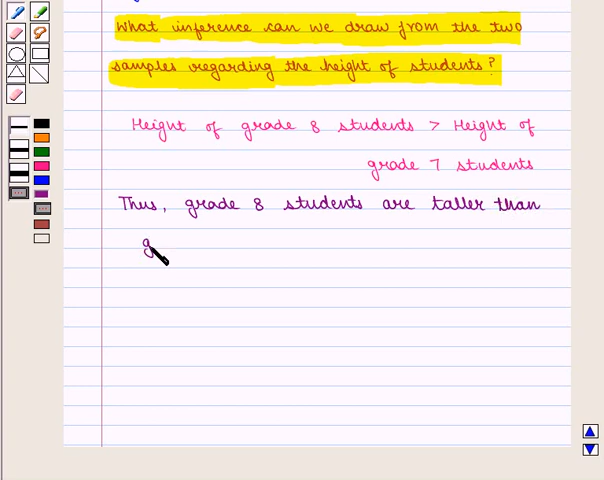 What inference can we draw from the two
samples regarding the height of students?
Height of grade 8 students > Height of
grade 7 students
Thus, grade 8 students are taller than
g